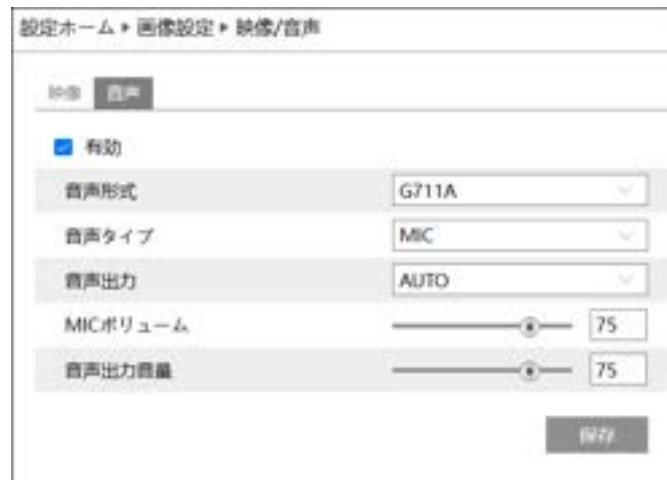 設定ホーム ▸ 画像設定 ▸ 映像/音声
映像 音声
有効
音声形式 G711A
音声タイプ MIC
音声出力 AUTO
MICボリューム 75
音声出力音量 75
保存